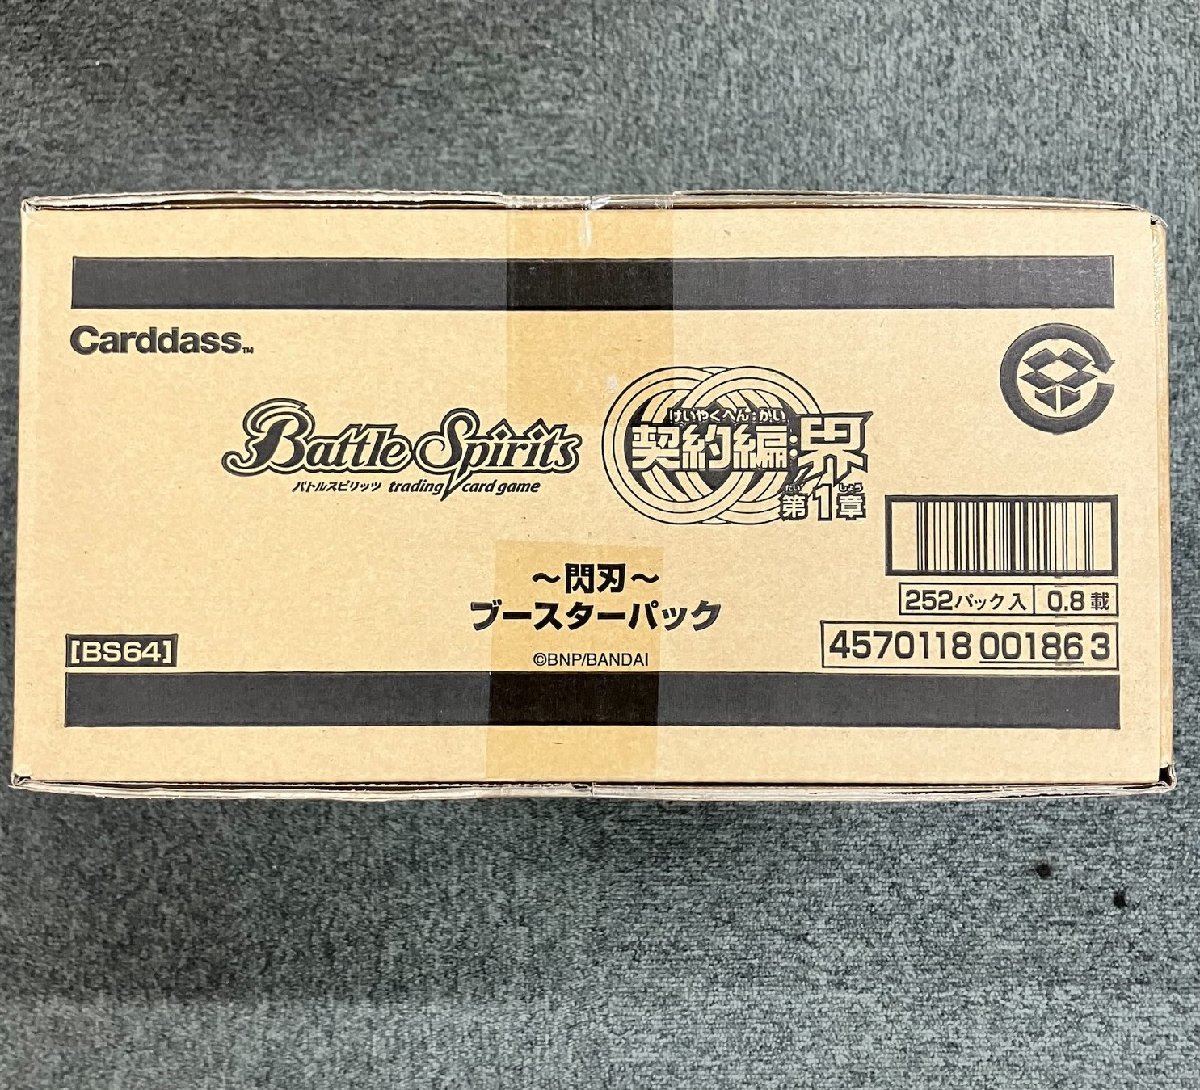 Carddass™
Battle Spirits
バトルスピリッツ trading card game
けいやくへん:かい
契約編:界
だい しょう
第1章
～閃刃～
ブースターパック
252パック入 0.8載
[BS64]
4570118 00186 3
©BNP/BANDAI